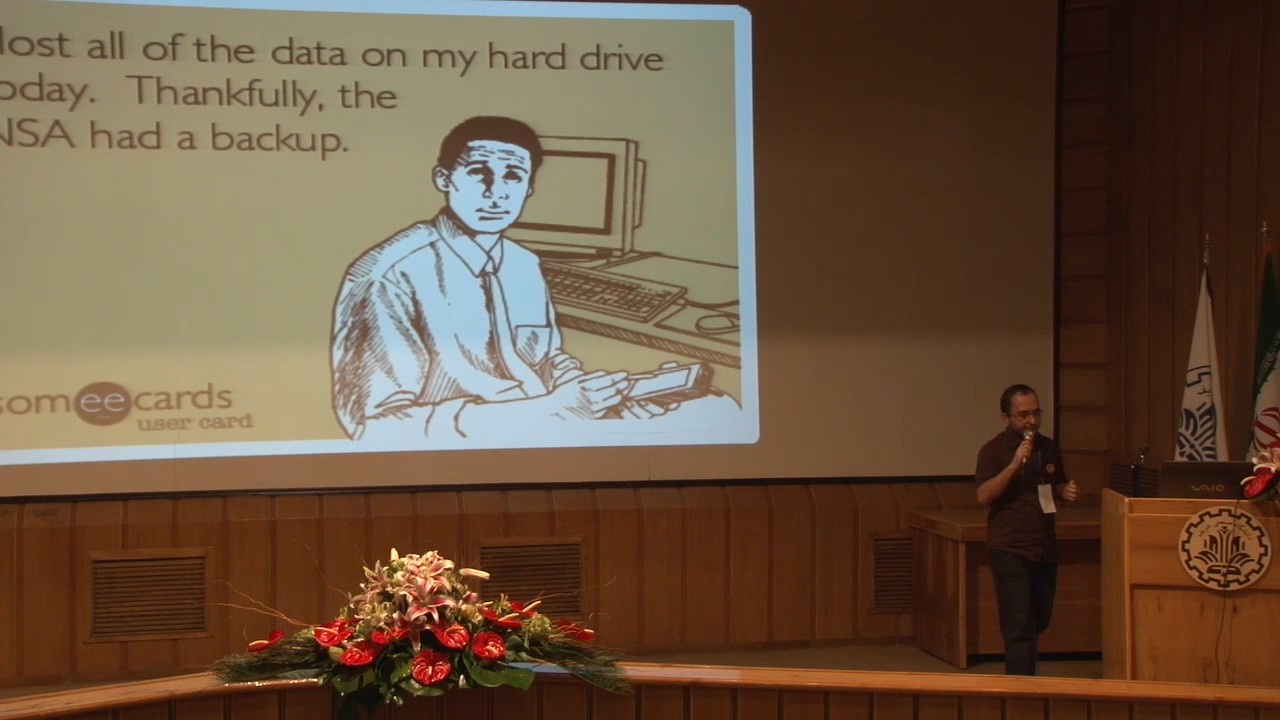 lost all of the data on my hard drive
oday. Thankfully, the
NSA had a backup.
someecards
user card
VAIO